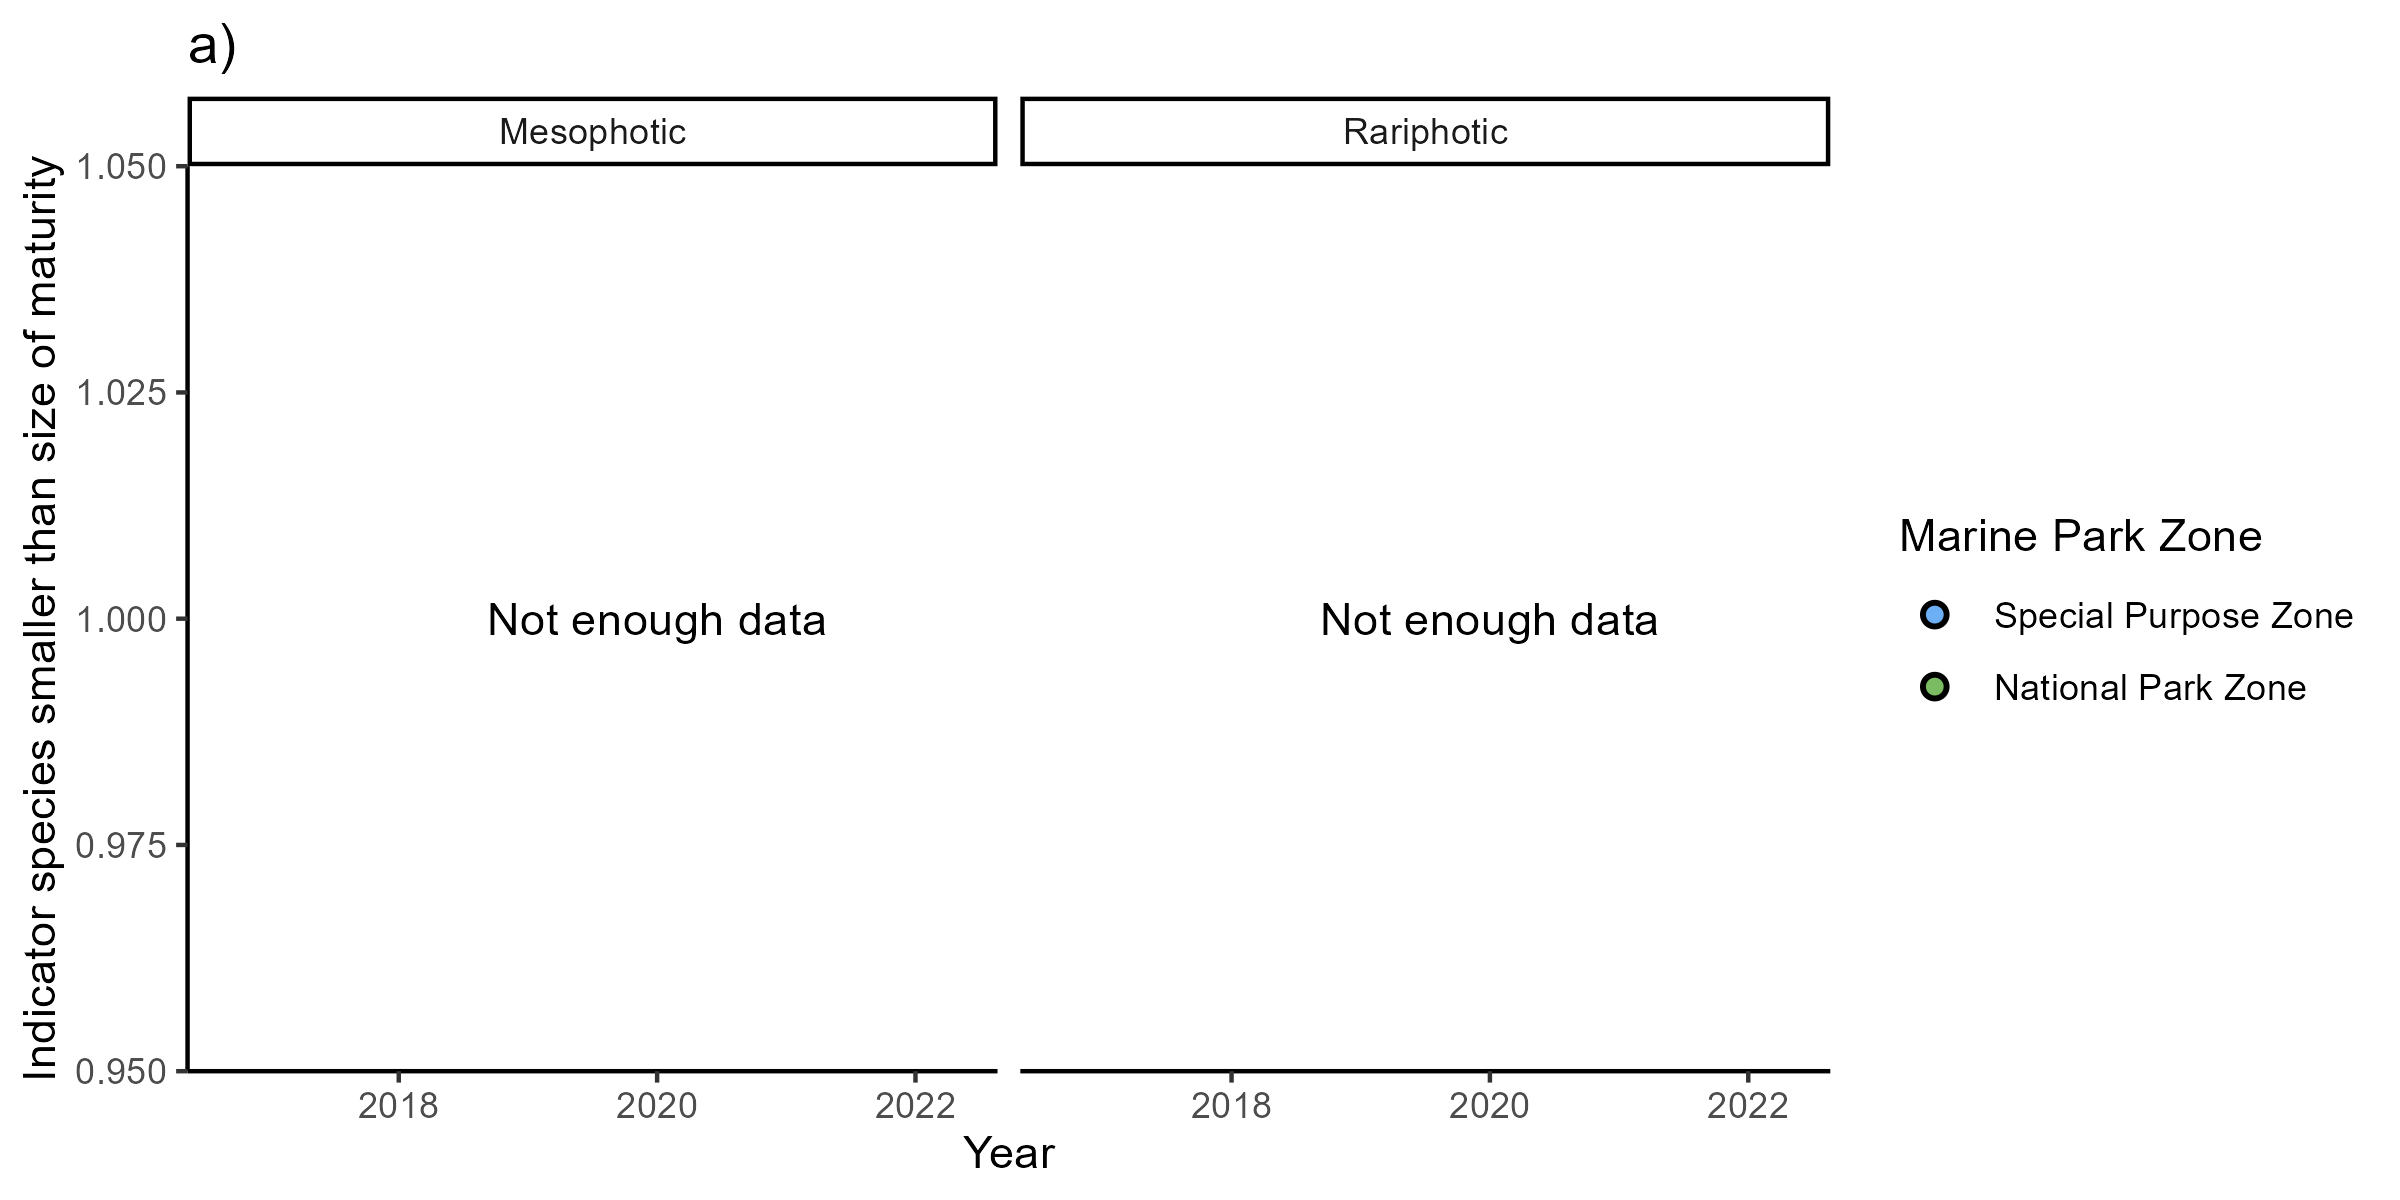 a)
Mesophotic
Rariphotic
Indicator species smaller than size of maturity
1.050
1.025
1.000
0.975
0.950
Not enough data
Not enough data
2018
2020
2022
2018
2020
2022
Year
Marine Park Zone
Special Purpose Zone
National Park Zone